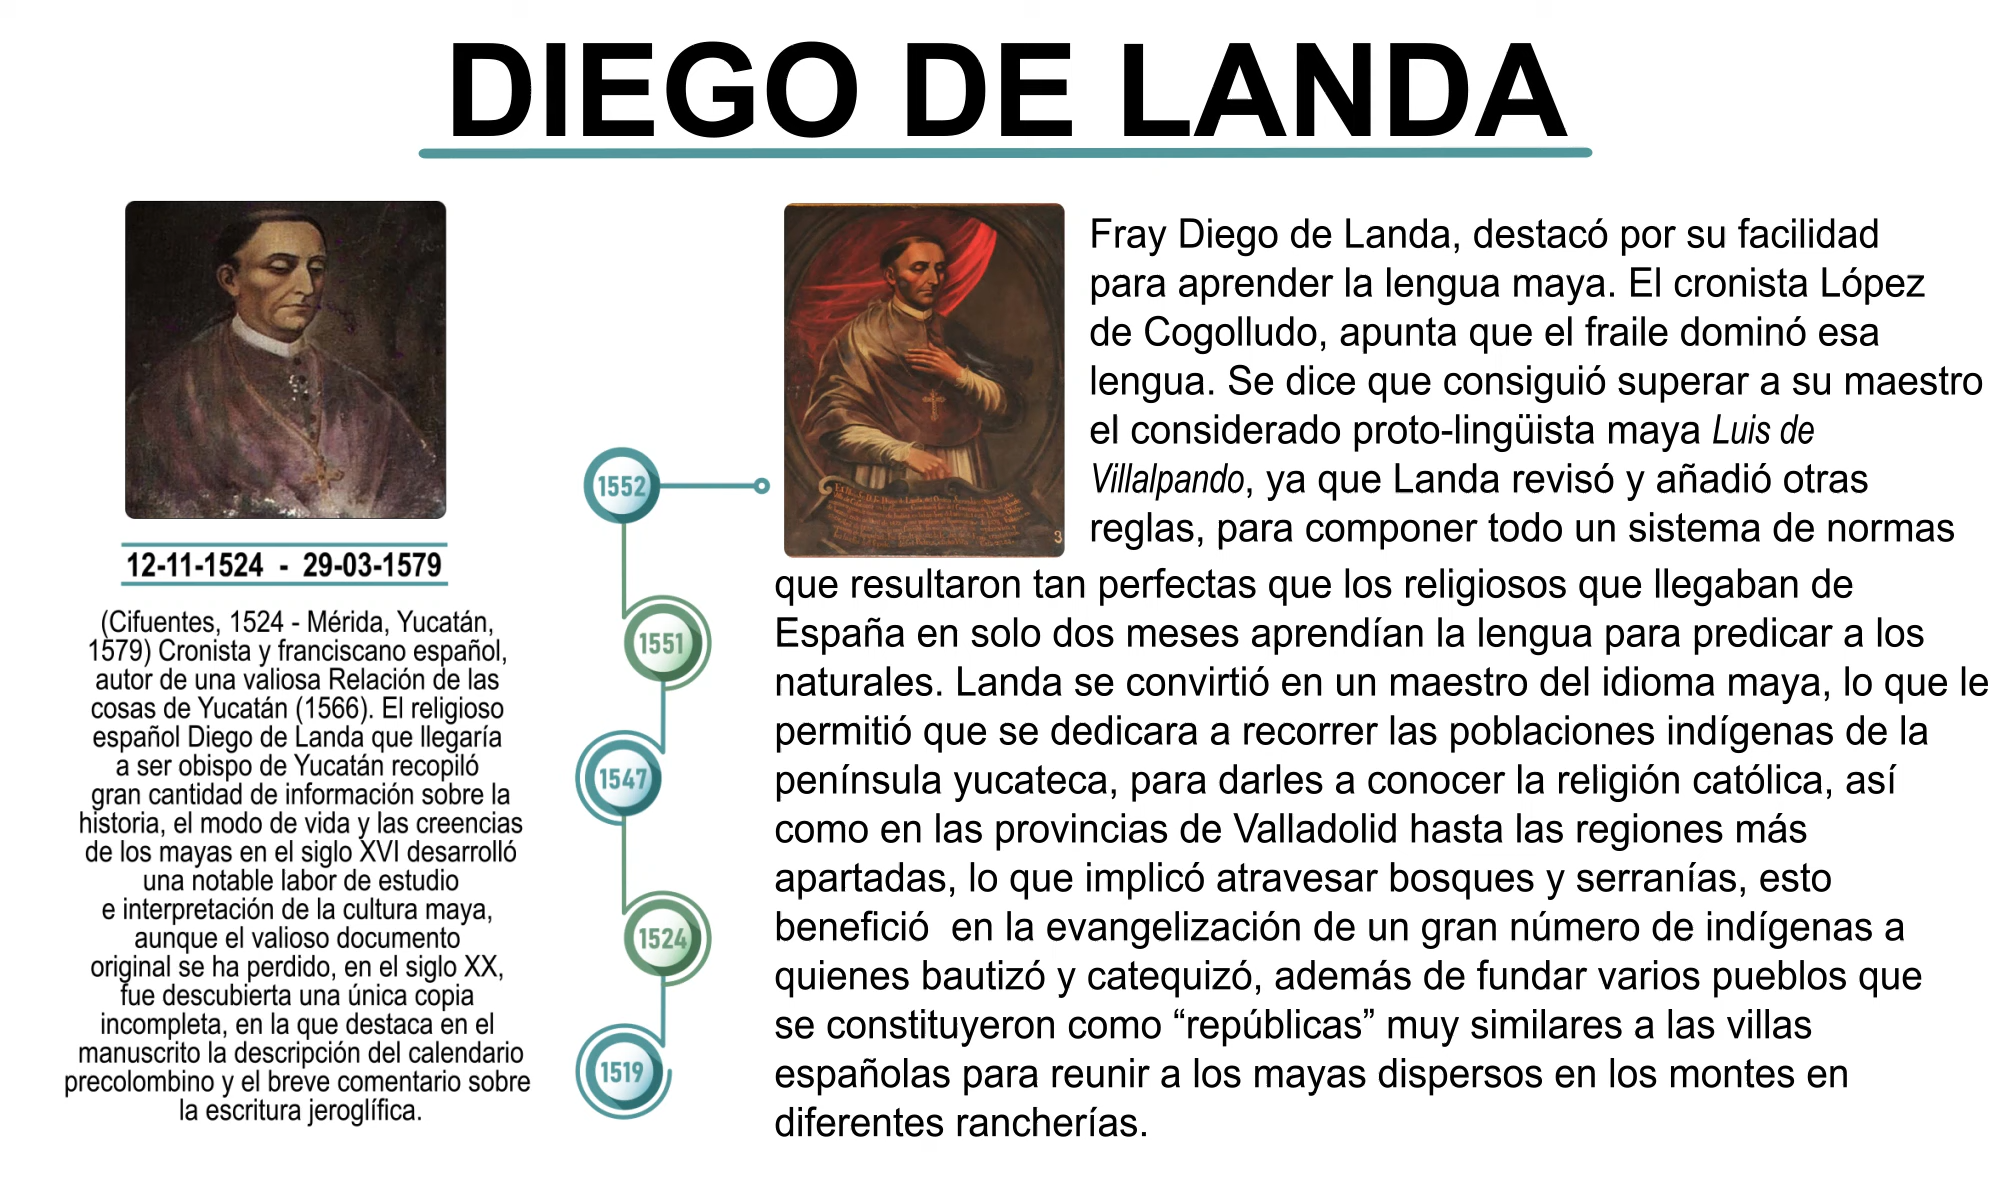 DIEGO DE LANDA
12-11-1524 - 29-03-1579
(Cifuentes, 1524 - Mérida, Yucatán,
1579) Cronista y franciscano español,
autor de una valiosa Relación de las
cosas de Yucatán (1566). El religioso
español Diego de Landa que llegaría
a ser obispo de Yucatán recopiló
gran cantidad de información sobre la
historia, el modo de vida y las creencias
de los mayas en el siglo XVI desarrolló
una notable labor de estudio
e interpretación de la cultura maya,
aunque el valioso documento
original se ha perdido, en el siglo XX,
fue descubierta una única copia
incompleta, en la que destaca en el
manuscrito la descripción del calendario
precolombino y el breve comentario sobre
la escritura jeroglífica.
1552
1551
1547
1524
1519
3
Fray Diego de Landa, destacó por su facilidad
para aprender la lengua maya. El cronista López
de Cogolludo, apunta que el fraile dominó esa
lengua. Se dice que consiguió superar a su maestro
el considerado proto-lingüista maya Luis de
Villalpando, ya que Landa revisó y añadió otras
reglas, para componer todo un sistema de normas
que resultaron tan perfectas que los religiosos que llegaban de
España en solo dos meses aprendían la lengua para predicar a los
naturales. Landa se convirtió en un maestro del idioma maya, lo que le
permitió que se dedicara a recorrer las poblaciones indígenas de la
península yucateca, para darles a conocer la religión católica, así
como en las provincias de Valladolid hasta las regiones más
apartadas, lo que implicó atravesar bosques y serranías, esto
benefició  en la evangelización de un gran número de indígenas a
quienes bautizó y catequizó, además de fundar varios pueblos que
se constituyeron como “repúblicas” muy similares a las villas
españolas para reunir a los mayas dispersos en los montes en
diferentes rancherías.